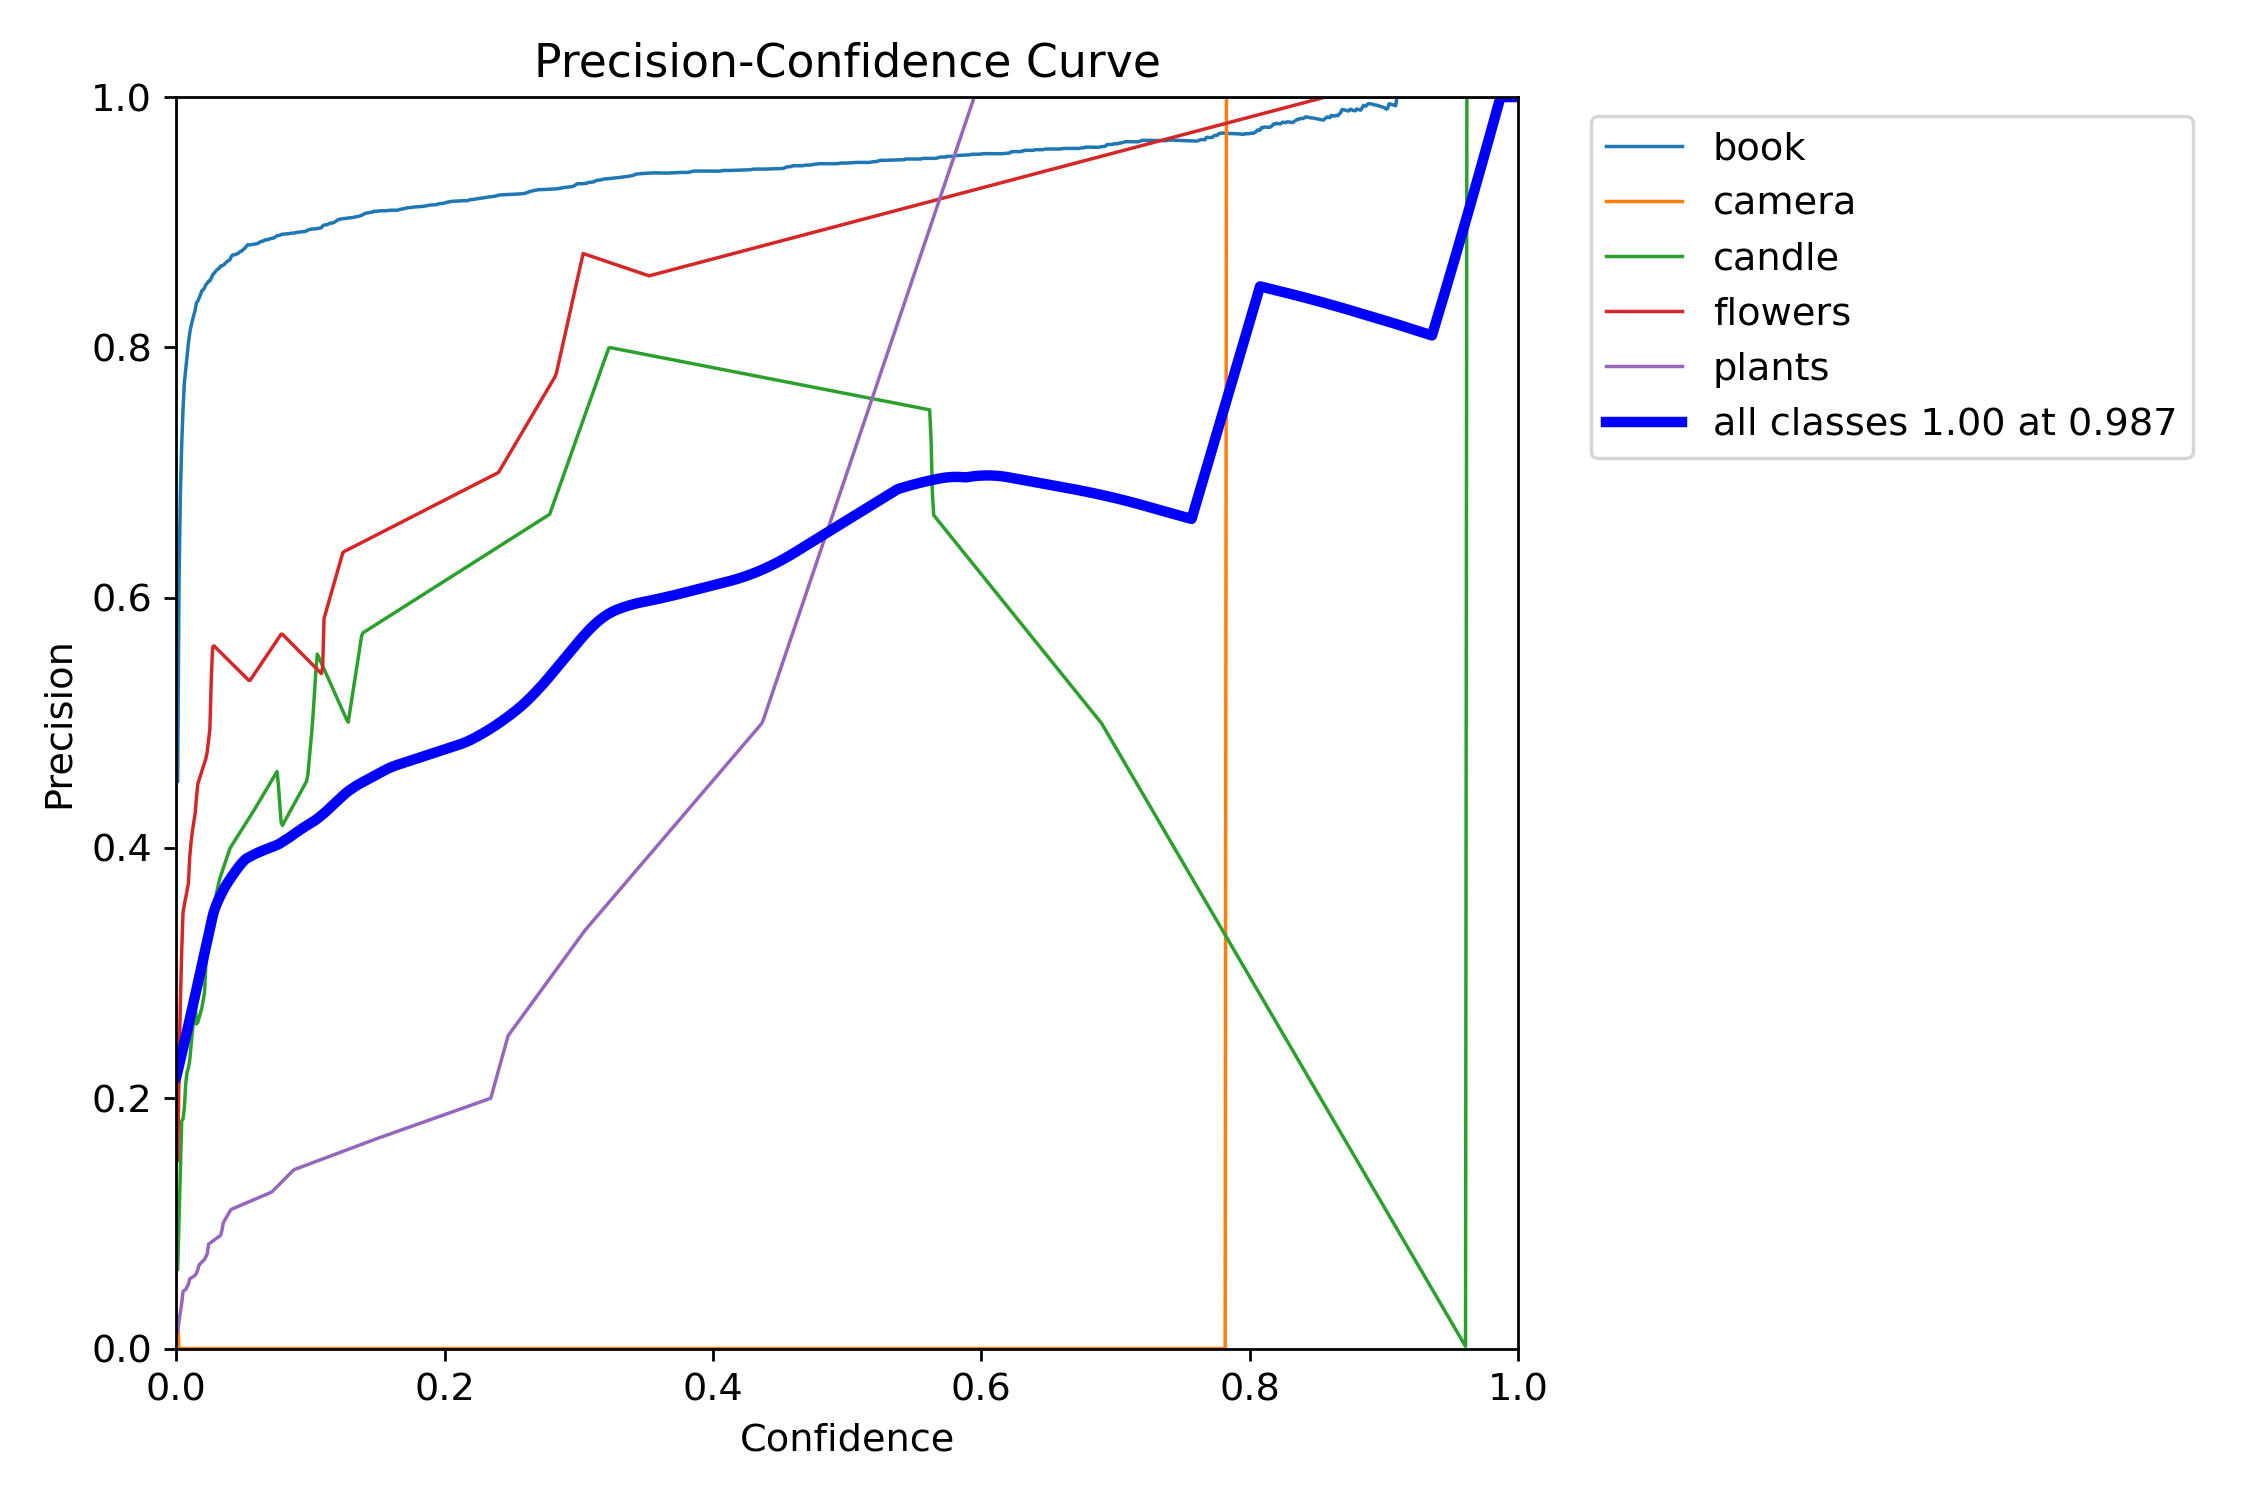 Precision-Confidence Curve
1.0
0.8
0.6
0.4
0.2
0.0
Precision
0.0 0.2 0.4 0.6 0.8 1.0
Confidence
book
camera
candle
flowers
plants
all classes 1.00 at 0.987